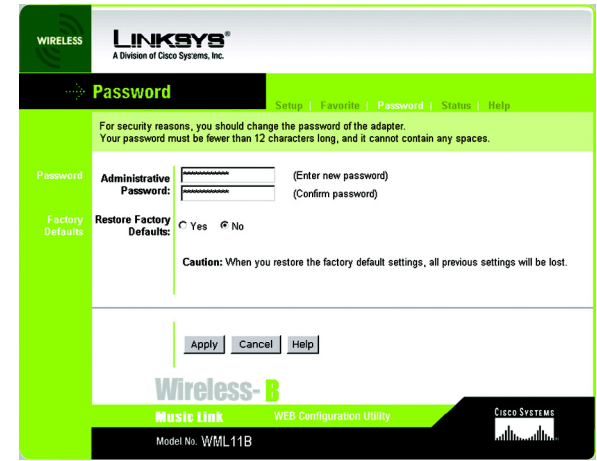 WIRELESS
LINKSYS®
A Division of Cisco Systems, Inc.
Password
Setup | Favorite | Password | Status | Help
For security reasons, you should change the password of the adapter.
Your password must be fewer than 12 characters long, and it cannot contain any spaces.
Password
Administrative Password:
************ (Enter new password)
************ (Confirm password)
Factory Defaults
Restore Factory Defaults:
Yes No
Caution: When you restore the factory default settings, all previous settings will be lost.
Apply Cancel Help
Wireless-B
Music Link WEB Configuration Utility
CISCO SYSTEMS
Model No. WML11B